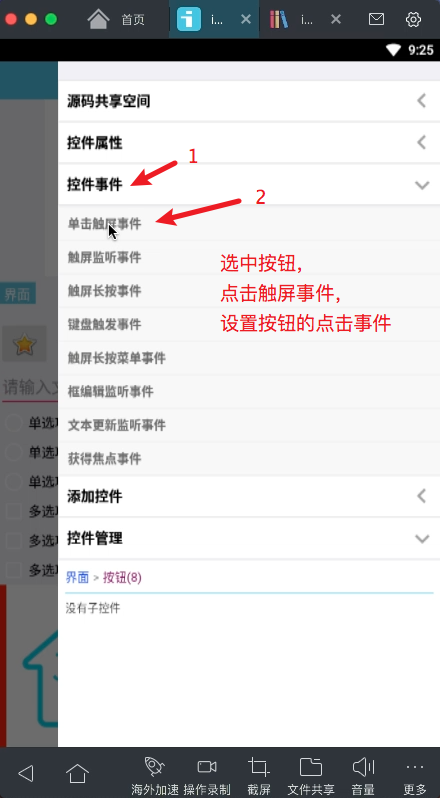 首页
i...
i...
9:25
源码共享空间
控件属性
控件事件
1
单击触屏事件
2
触屏监听事件
选中按钮,
触屏长按事件
点击触屏事件,
键盘触发事件
设置按钮的点击事件
触屏长按菜单事件
框编辑监听事件
文本更新监听事件
获得焦点事件
添加控件
控件管理
界面 > 按钮(8)
没有子控件
界面
请输入
单选
单选
单选
多选
多选
多选
海外加速
操作录制
截屏
文件共享
音量
更多